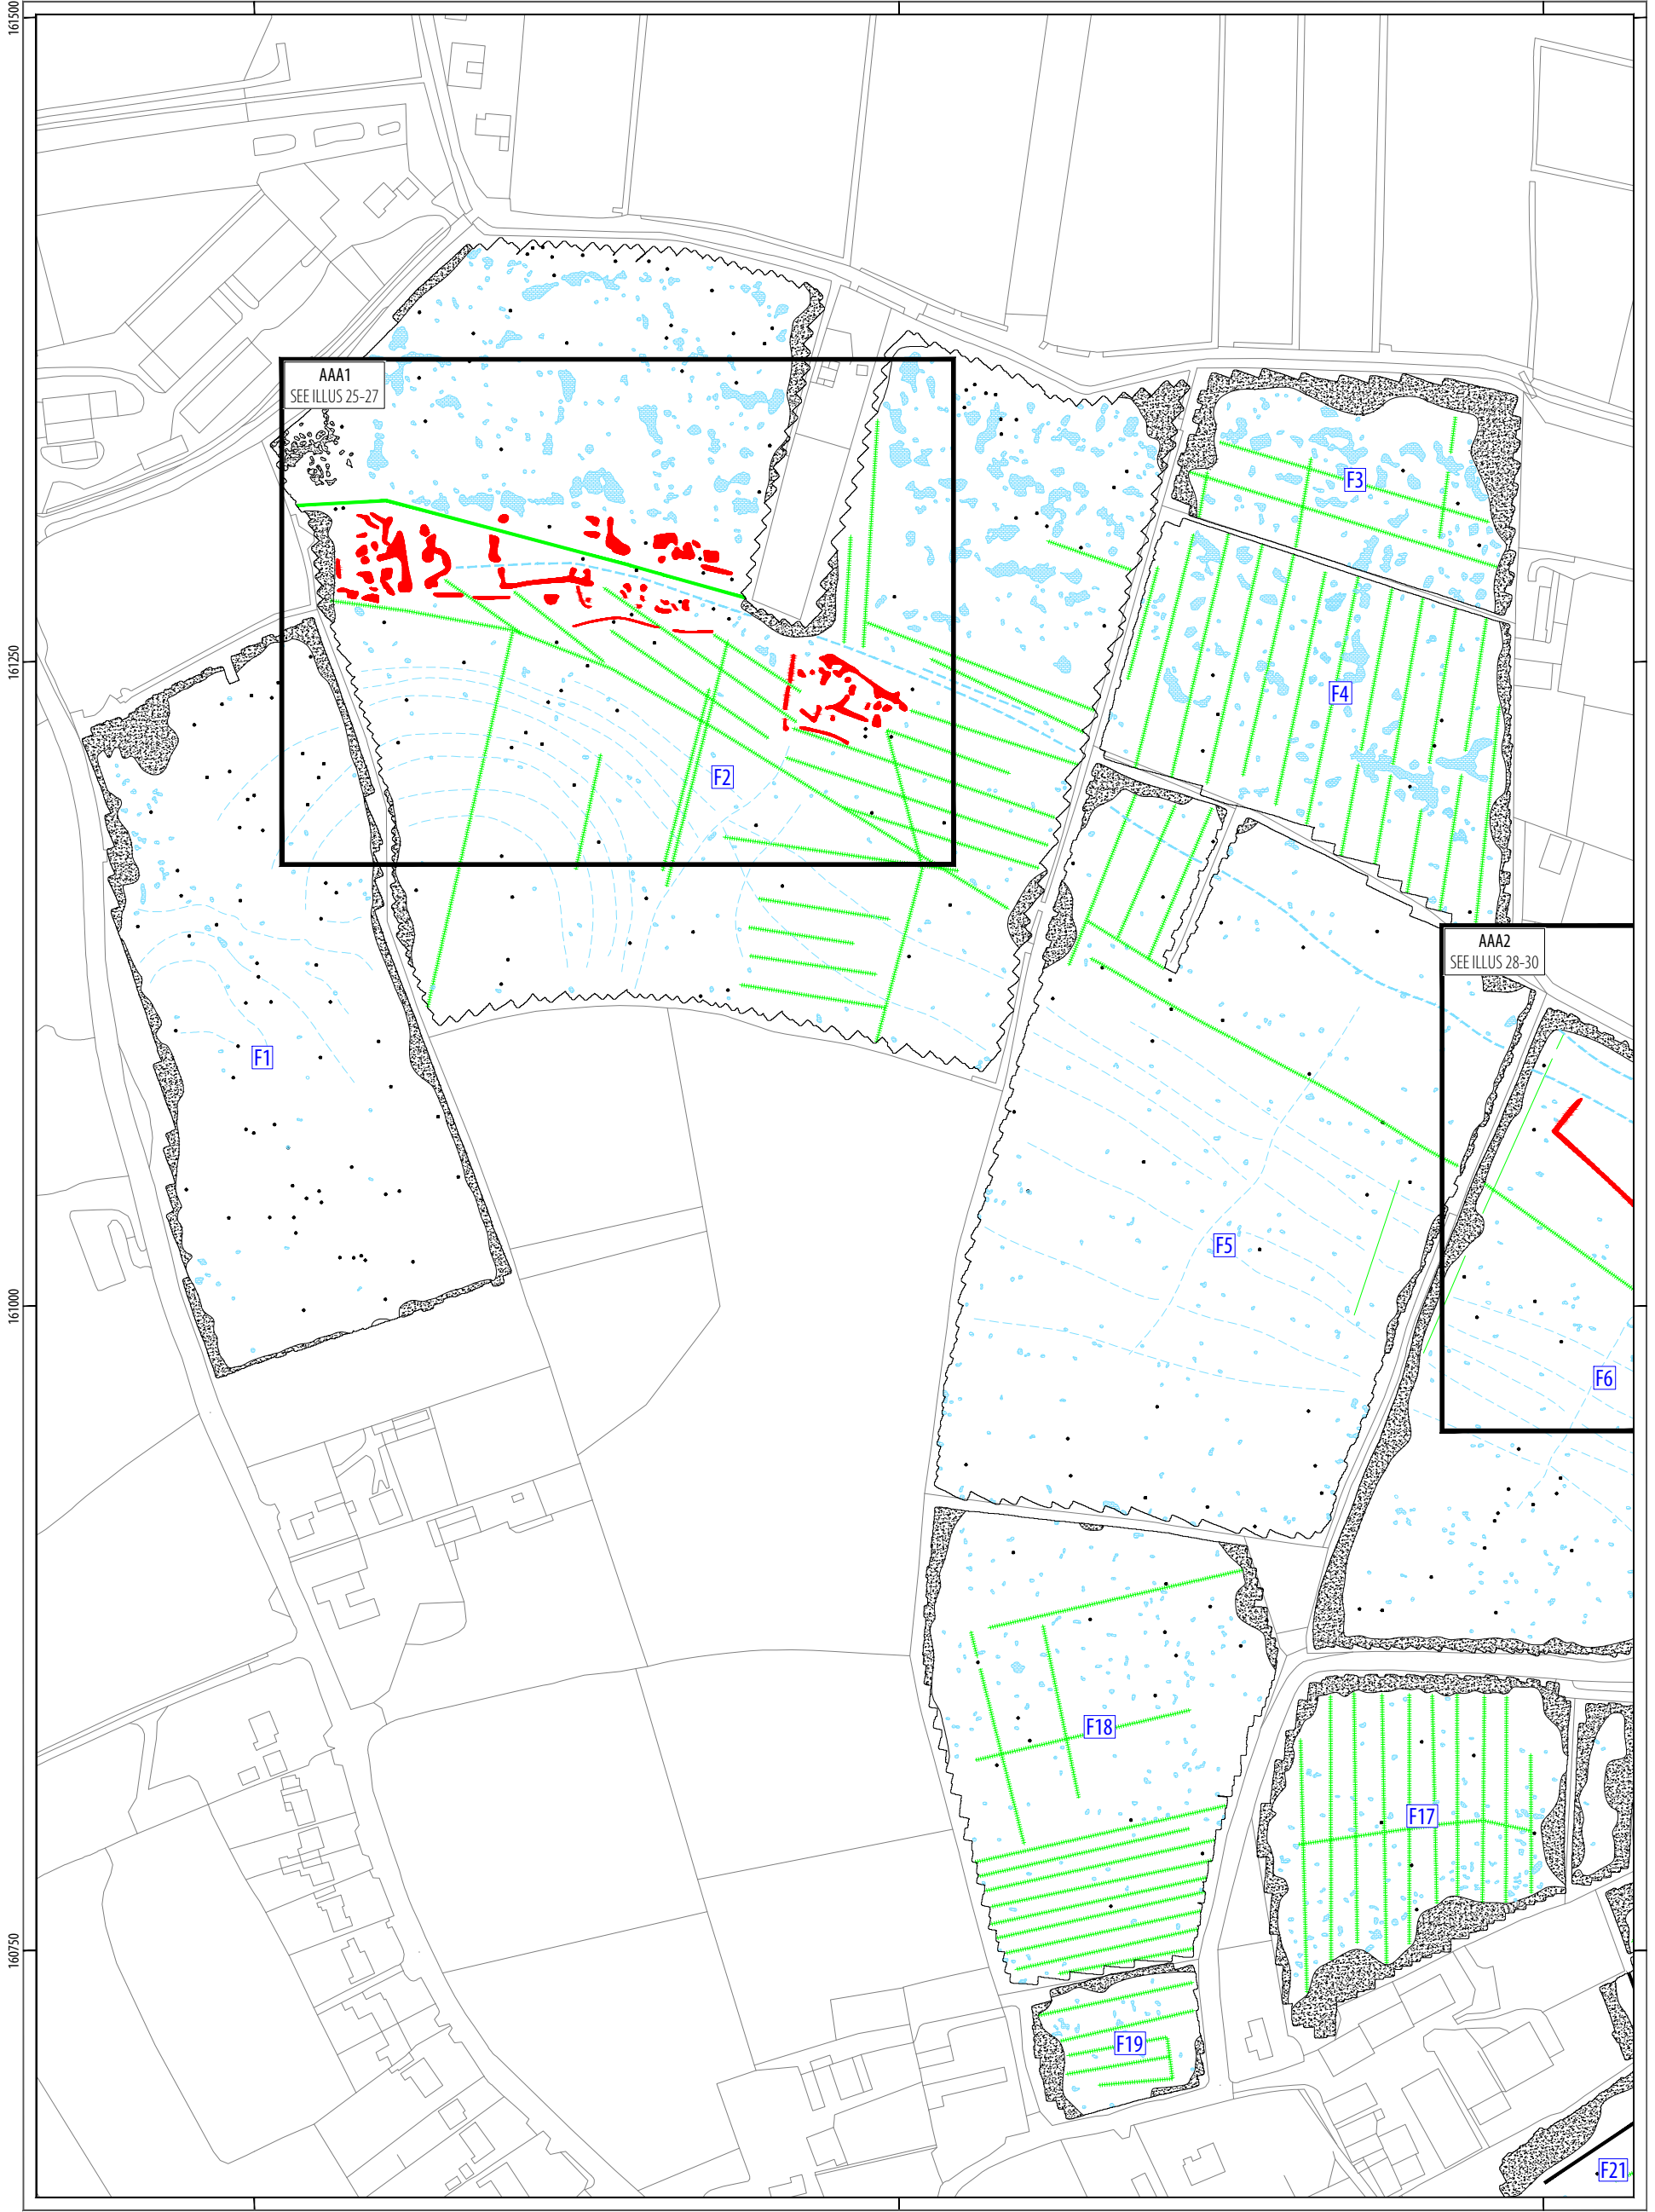 161500
AAA1
SEE ILLUS 25-27
F3
161250
F4
F2
AAA2
SEE ILLUS 28-30
F1
F5
161000
F6
F18
F17
160750
F19
F21